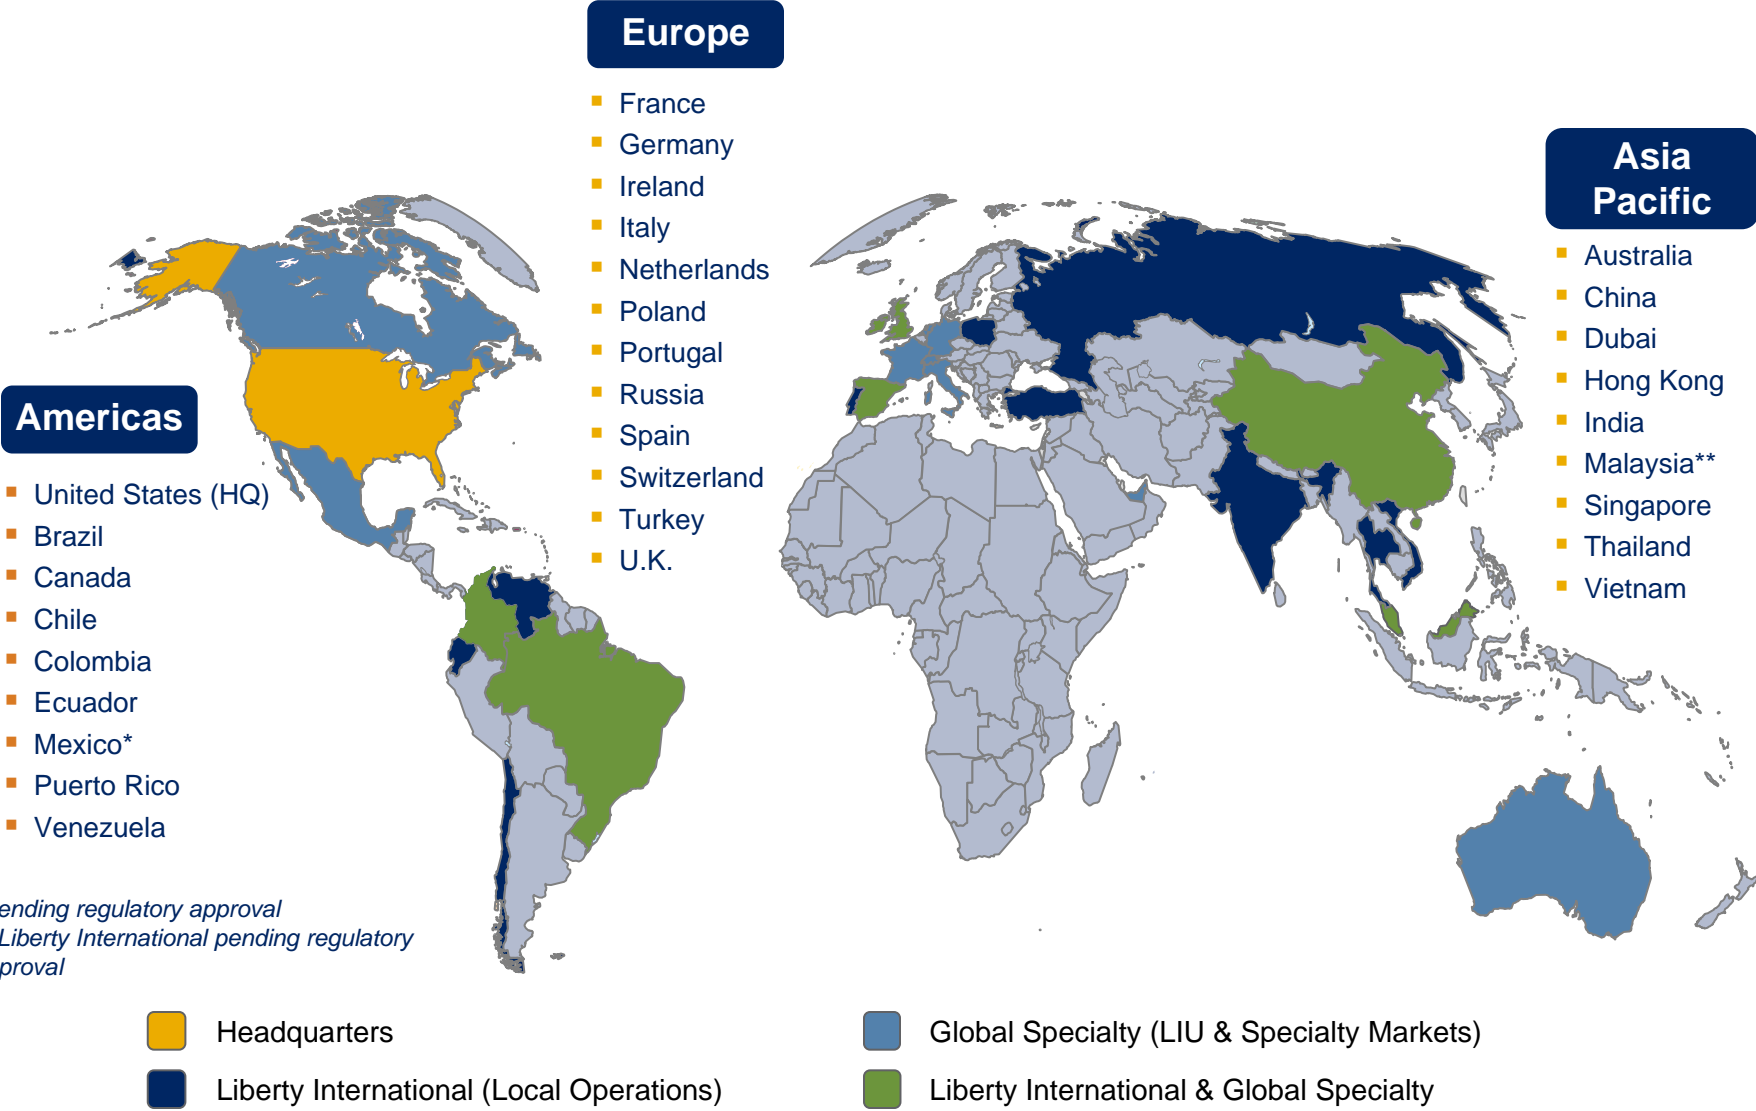 Europe
France
Germany
Ireland
Italy
Netherlands
Poland
Portugal
Russia
Spain
Switzerland
Turkey
U.K.
Asia
Pacific
Australia
China
Dubai
Hong Kong
India
Malaysia**
Singapore
Thailand
Vietnam
Americas
United States (HQ)
Brazil
Canada
Chile
Colombia
Ecuador
Mexico*
Puerto Rico
Venezuela
ending regulatory approval
Liberty International pending regulatory
proval
Headquarters
Liberty International (Local Operations)
Global Specialty (LIU & Specialty Markets)
Liberty International & Global Specialty